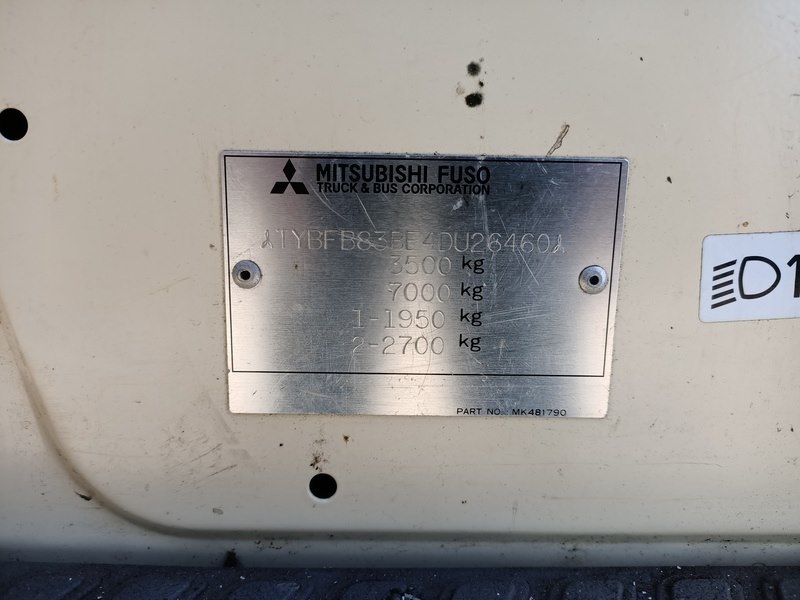 MITSUBISHI FUSO
TRUCK & BUS CORPORATION
TYBFB83BE4DU26460
3500 kg
7000 kg
1-1950 kg
2-2700 kg
PART NO. MK481790
D1